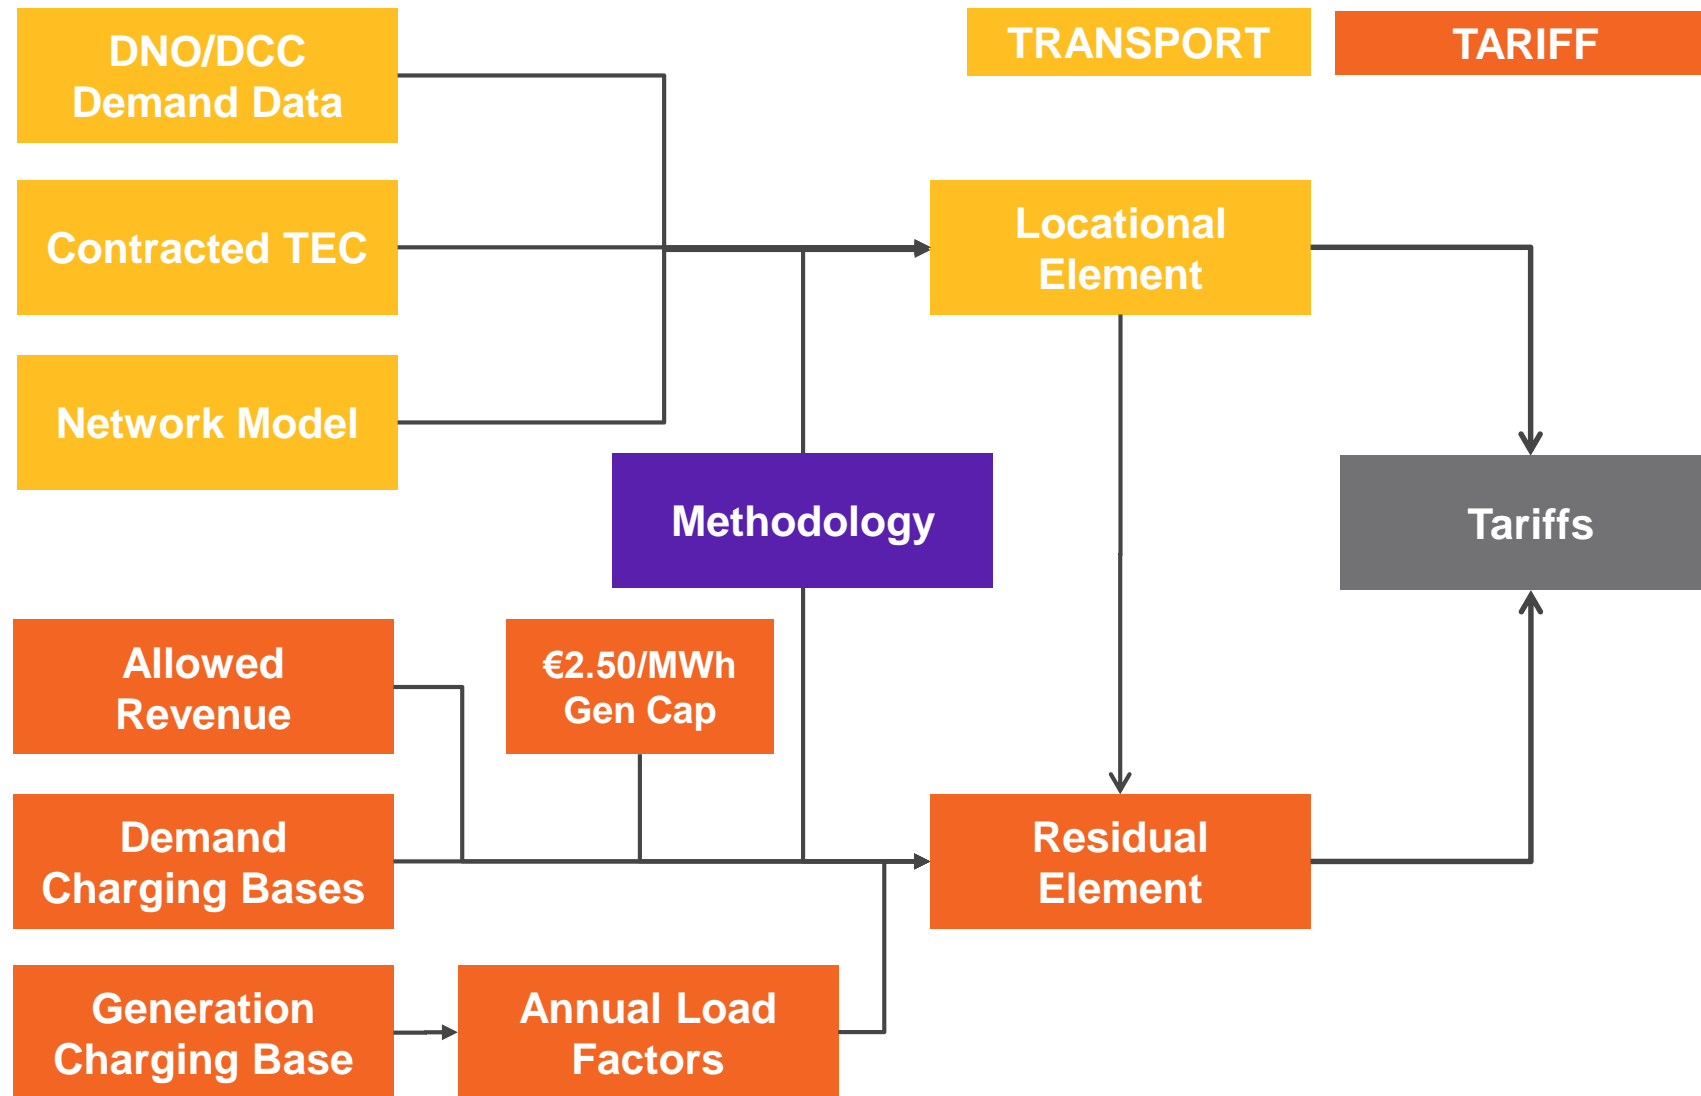 DNO/DCC
Demand Data
TRANSPORT
TARIFF
Contracted TEC
Locational
Element
Network Model
Methodology
Tariffs
Allowed
Revenue
€2.50/MWh
Gen Cap
Demand
Charging Bases
Residual
Element
Generation
Charging Base
Annual Load
Factors